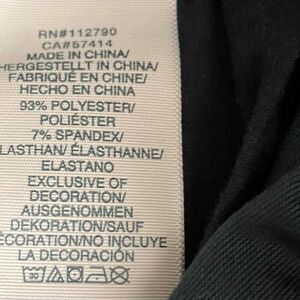 RN#112790
CA#57414
MADE IN CHINA/
HERGESTELLT IN CHINA/
FABRIQUÉ EN CHINE/
HECHO EN CHINA
93% POLYESTER/
POLIÉSTER
7% SPANDEX/
ELASTHAN/ ÉLASTHANNE/
ELASTANO
EXCLUSIVE OF
DECORATION/
AUSGENOMMEN
DEKORATION/SAUF
DÉCORATION/NO INCLUYE
LA DECORACIÓN
30